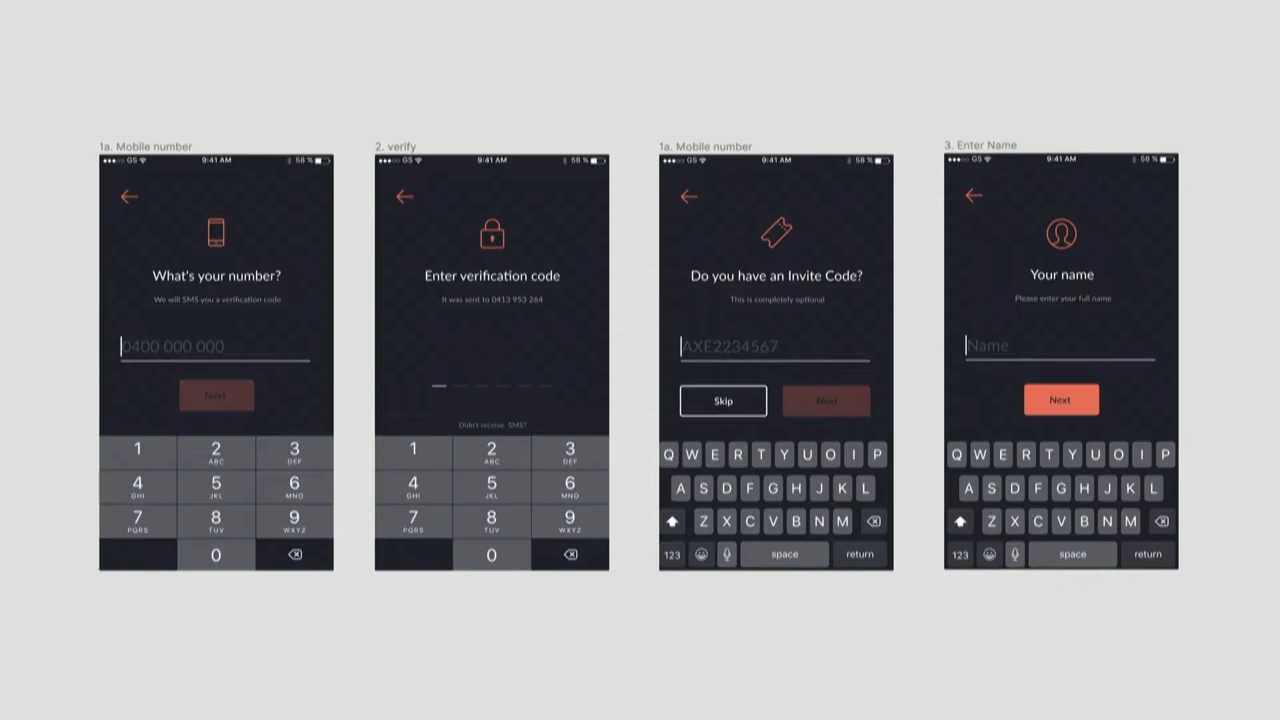 1a. Mobile number
GS 9:41 AM 58 %
What's your number?
We will SMS you a verification code
0400 000 000
Next
1 2 3
ABC DEF
4 5 6
GHI JKL MNO
7 8 9
PQRS TUV WXYZ
0
2. verify
GS 9:41 AM 58 %
Enter verification code
It was sent to 0413 953 264
Didn't receive SMS?
1 2 3
ABC DEF
4 5 6
GHI JKL MNO
7 8 9
PQRS TUV WXYZ
0
1a. Mobile number
GS 9:41 AM 58 %
Do you have an Invite Code?
This is completely optional
AXE2234567
Skip Next
Q W E R T Y U O I P
A S D F G H J K L
Z X C V B N M
123 space return
3. Enter Name
GS 9:41 AM 58 %
Your name
Please enter your full name
Name
Next
Q W E R T Y U O I P
A S D F G H J K L
Z X C V B N M
123 space return